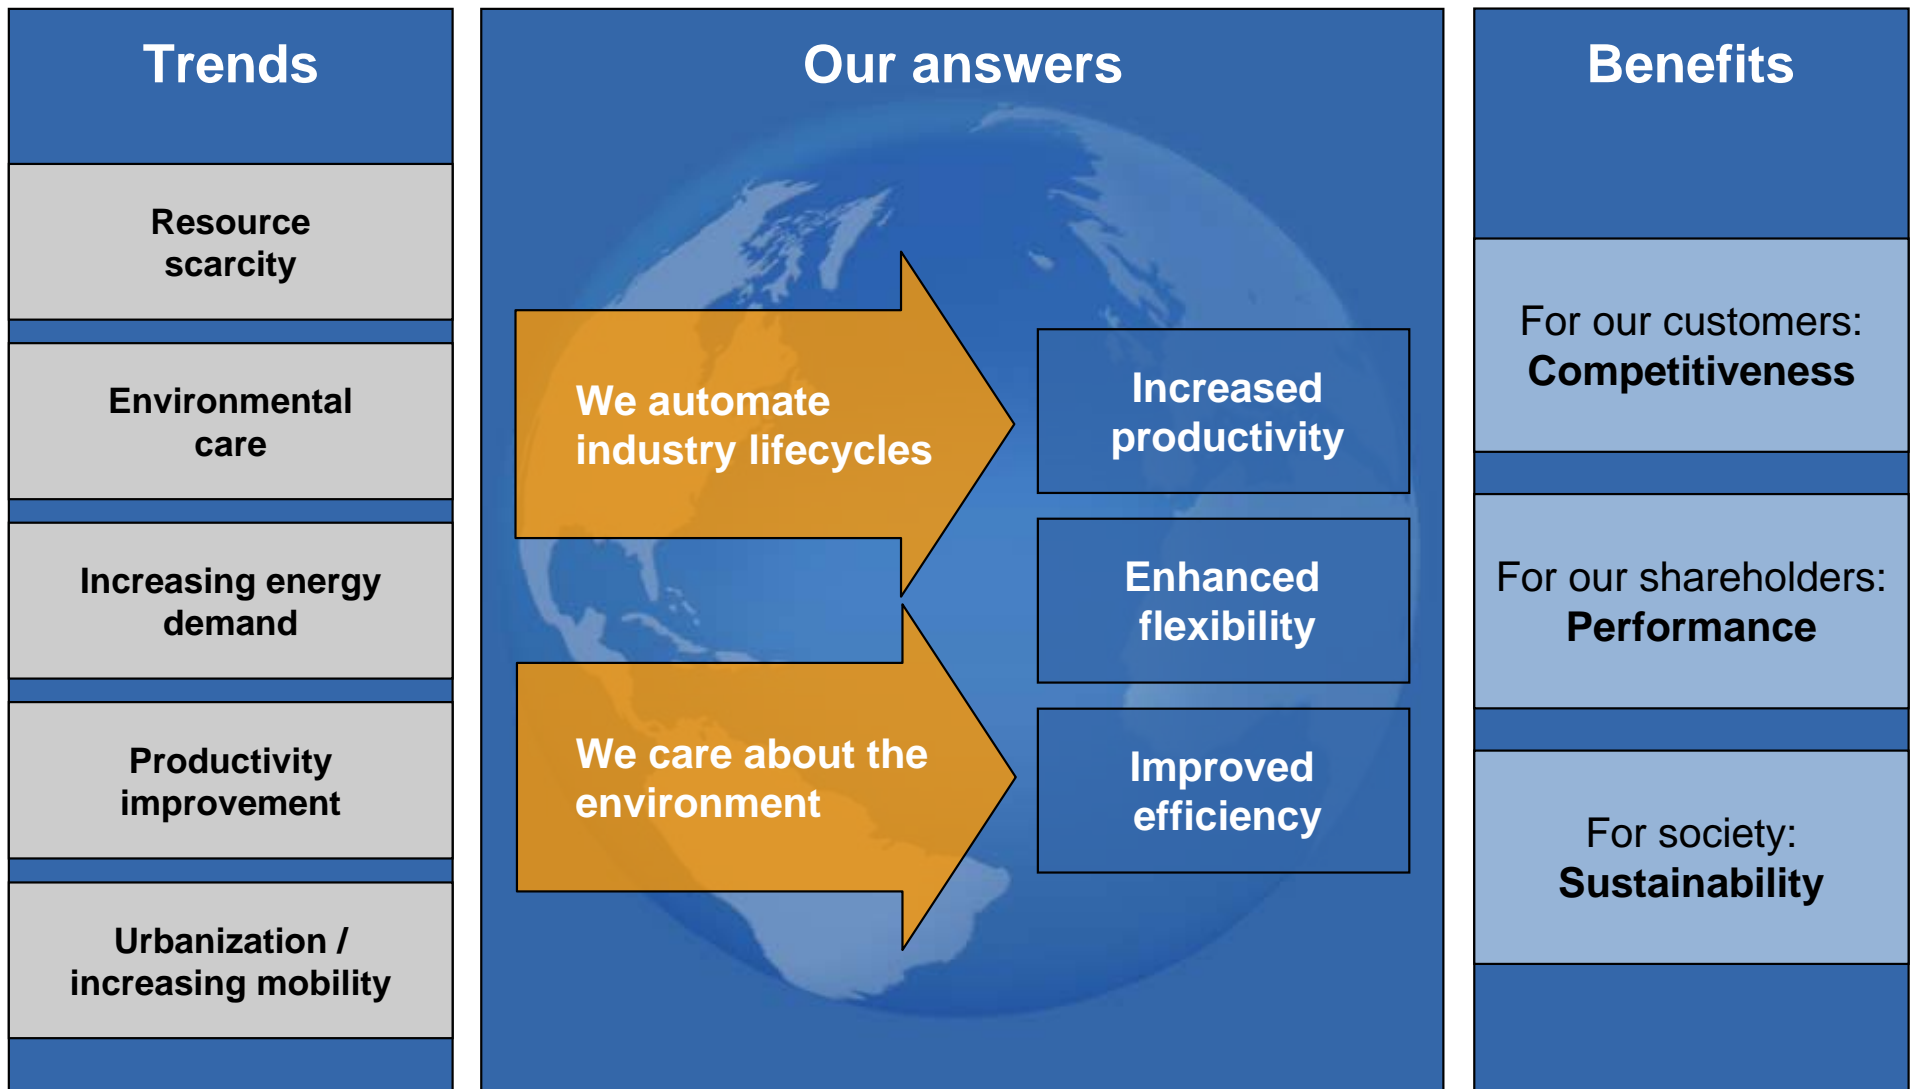 Trends
Resource
scarcity
Environmental
care
Increasing energy
demand
Productivity
improvement
Urbanization /
increasing mobility
Our answers
We automate
industry lifecycles
We care about the
environment
Increased
productivity
Enhanced
flexibility
Improved
efficiency
Benefits
For our customers:
Competitiveness
For our shareholders:
Performance
For society:
Sustainability